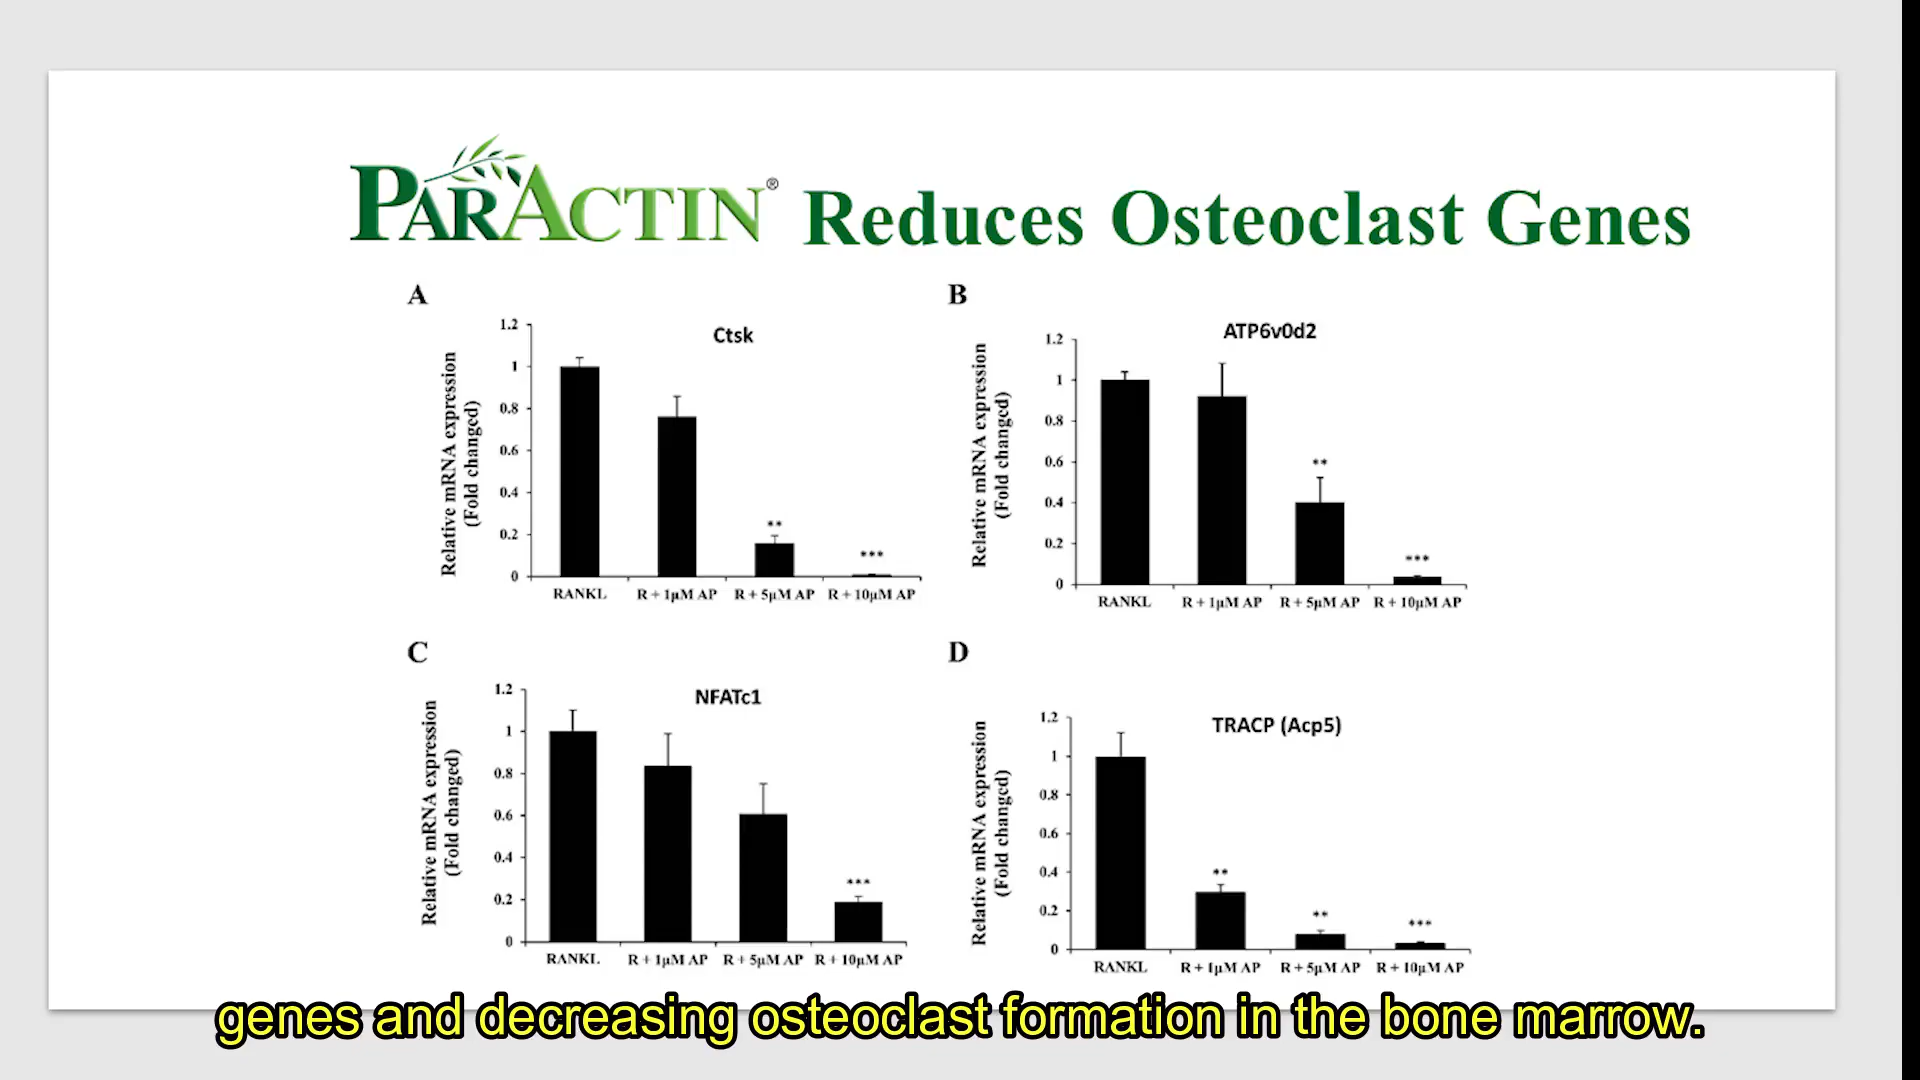 PARACTIN® Reduces Osteoclast Genes
A
Ctsk
Relative mRNA expression
(Fold changed)
1.2
1
0.8
0.6
0.4
0.2
0
**
***
RANKL R + 1µM AP R + 5µM AP R + 10µM AP
B
ATP6v0d2
Relative mRNA expression
(Fold changed)
1.2
1
0.8
0.6
0.4
0.2
0
**
***
RANKL R + 1µM AP R + 5µM AP R + 10µM AP
C
NFATc1
Relative mRNA expression
(Fold changed)
1.2
1
0.8
0.6
0.4
0.2
0
***
RANKL R + 1µM AP R + 5µM AP R + 10µM AP
D
TRACP (Acp5)
Relative mRNA expression
(Fold changed)
1.2
1
0.8
0.6
0.4
0.2
0
**
**
***
RANKL R + 1µM AP R + 5µM AP R + 10µM AP
genes and decreasing osteoclast formation in the bone marrow.